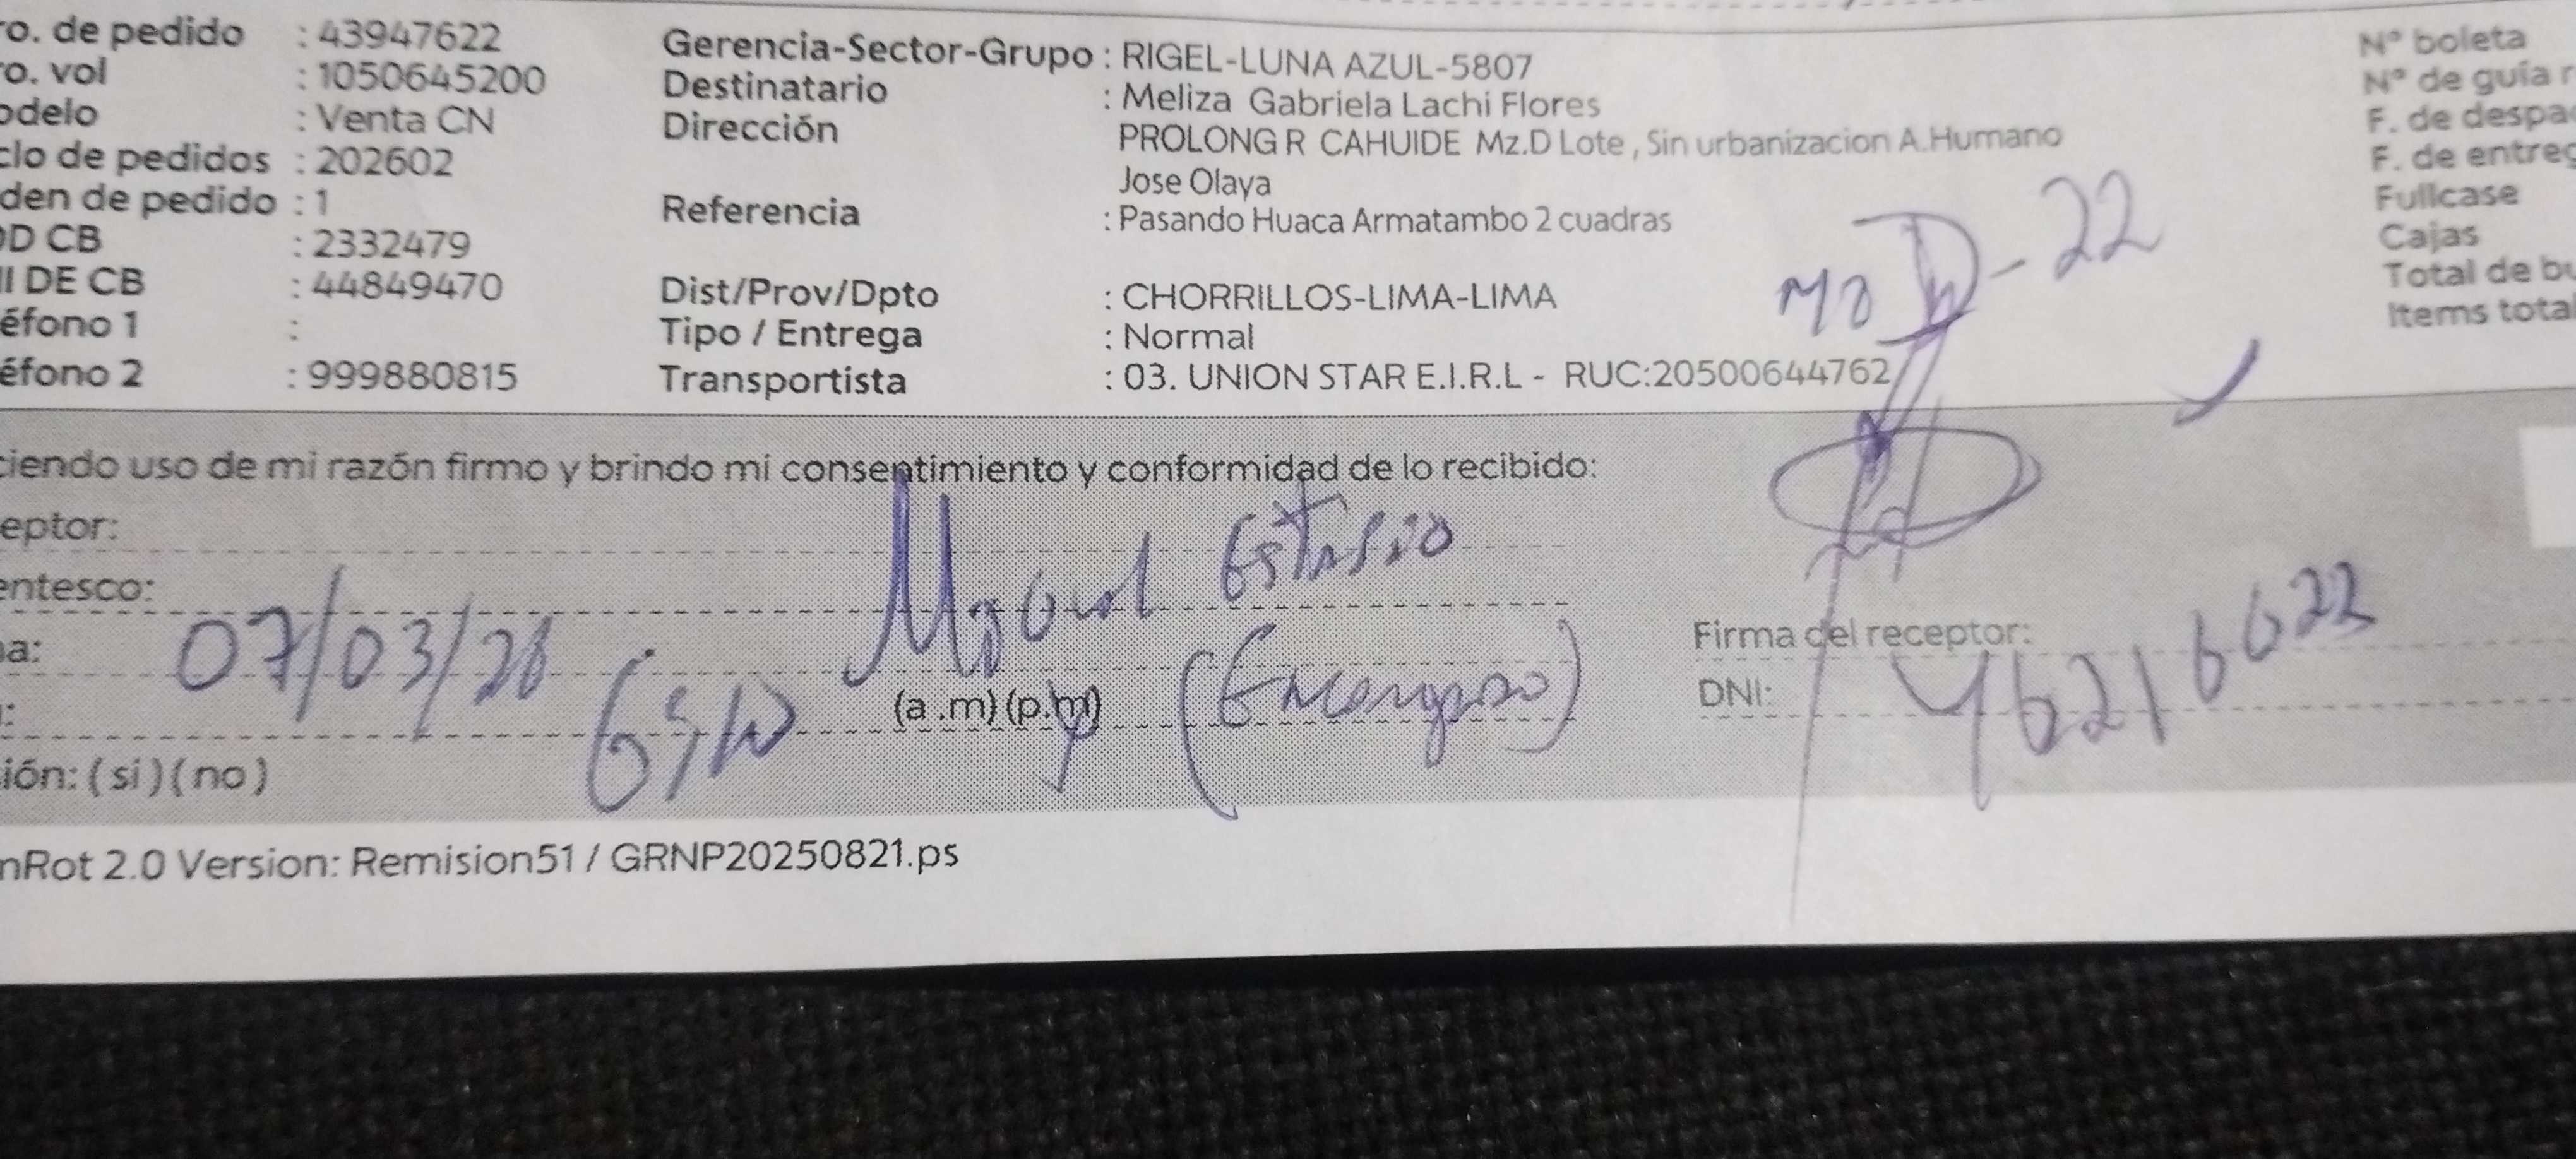 ro. de pedido : 43947622
ro. vol : 1050645200
odelo : Venta CN
clo de pedidos : 202602
den de pedido : 1
OD CB : 2332479
II DE CB : 44849470
éfono 1 :
éfono 2 : 999880815
Gerencia-Sector-Grupo : RIGEL-LUNA AZUL-5807
Destinatario : Meliza Gabriela Lachi Flores
Dirección PROLONG R CAHUIDE Mz.D Lote , Sin urbanizacion A.Humano
Jose Olaya
Referencia : Pasando Huaca Armatambo 2 cuadras
Dist/Prov/Dpto : CHORRILLOS-LIMA-LIMA
Tipo / Entrega : Normal
Transportista : 03. UNION STAR E.I.R.L - RUC:20500644762
D-22
N° boleta
N° de guía r
F. de despa
F. de entreg
Fullcase
Cajas
Total de bu
Items total
ciendo uso de mi razón firmo y brindo mi consentimiento y conformidad de lo recibido:
eptor:
entesco:
na: 07/03/26
: (a .m) (p.m)
ión: ( si ) ( no )
Firma del receptor:
DNI: 46216622
nRot 2.0 Version: Remision51 / GRNP20250821.ps